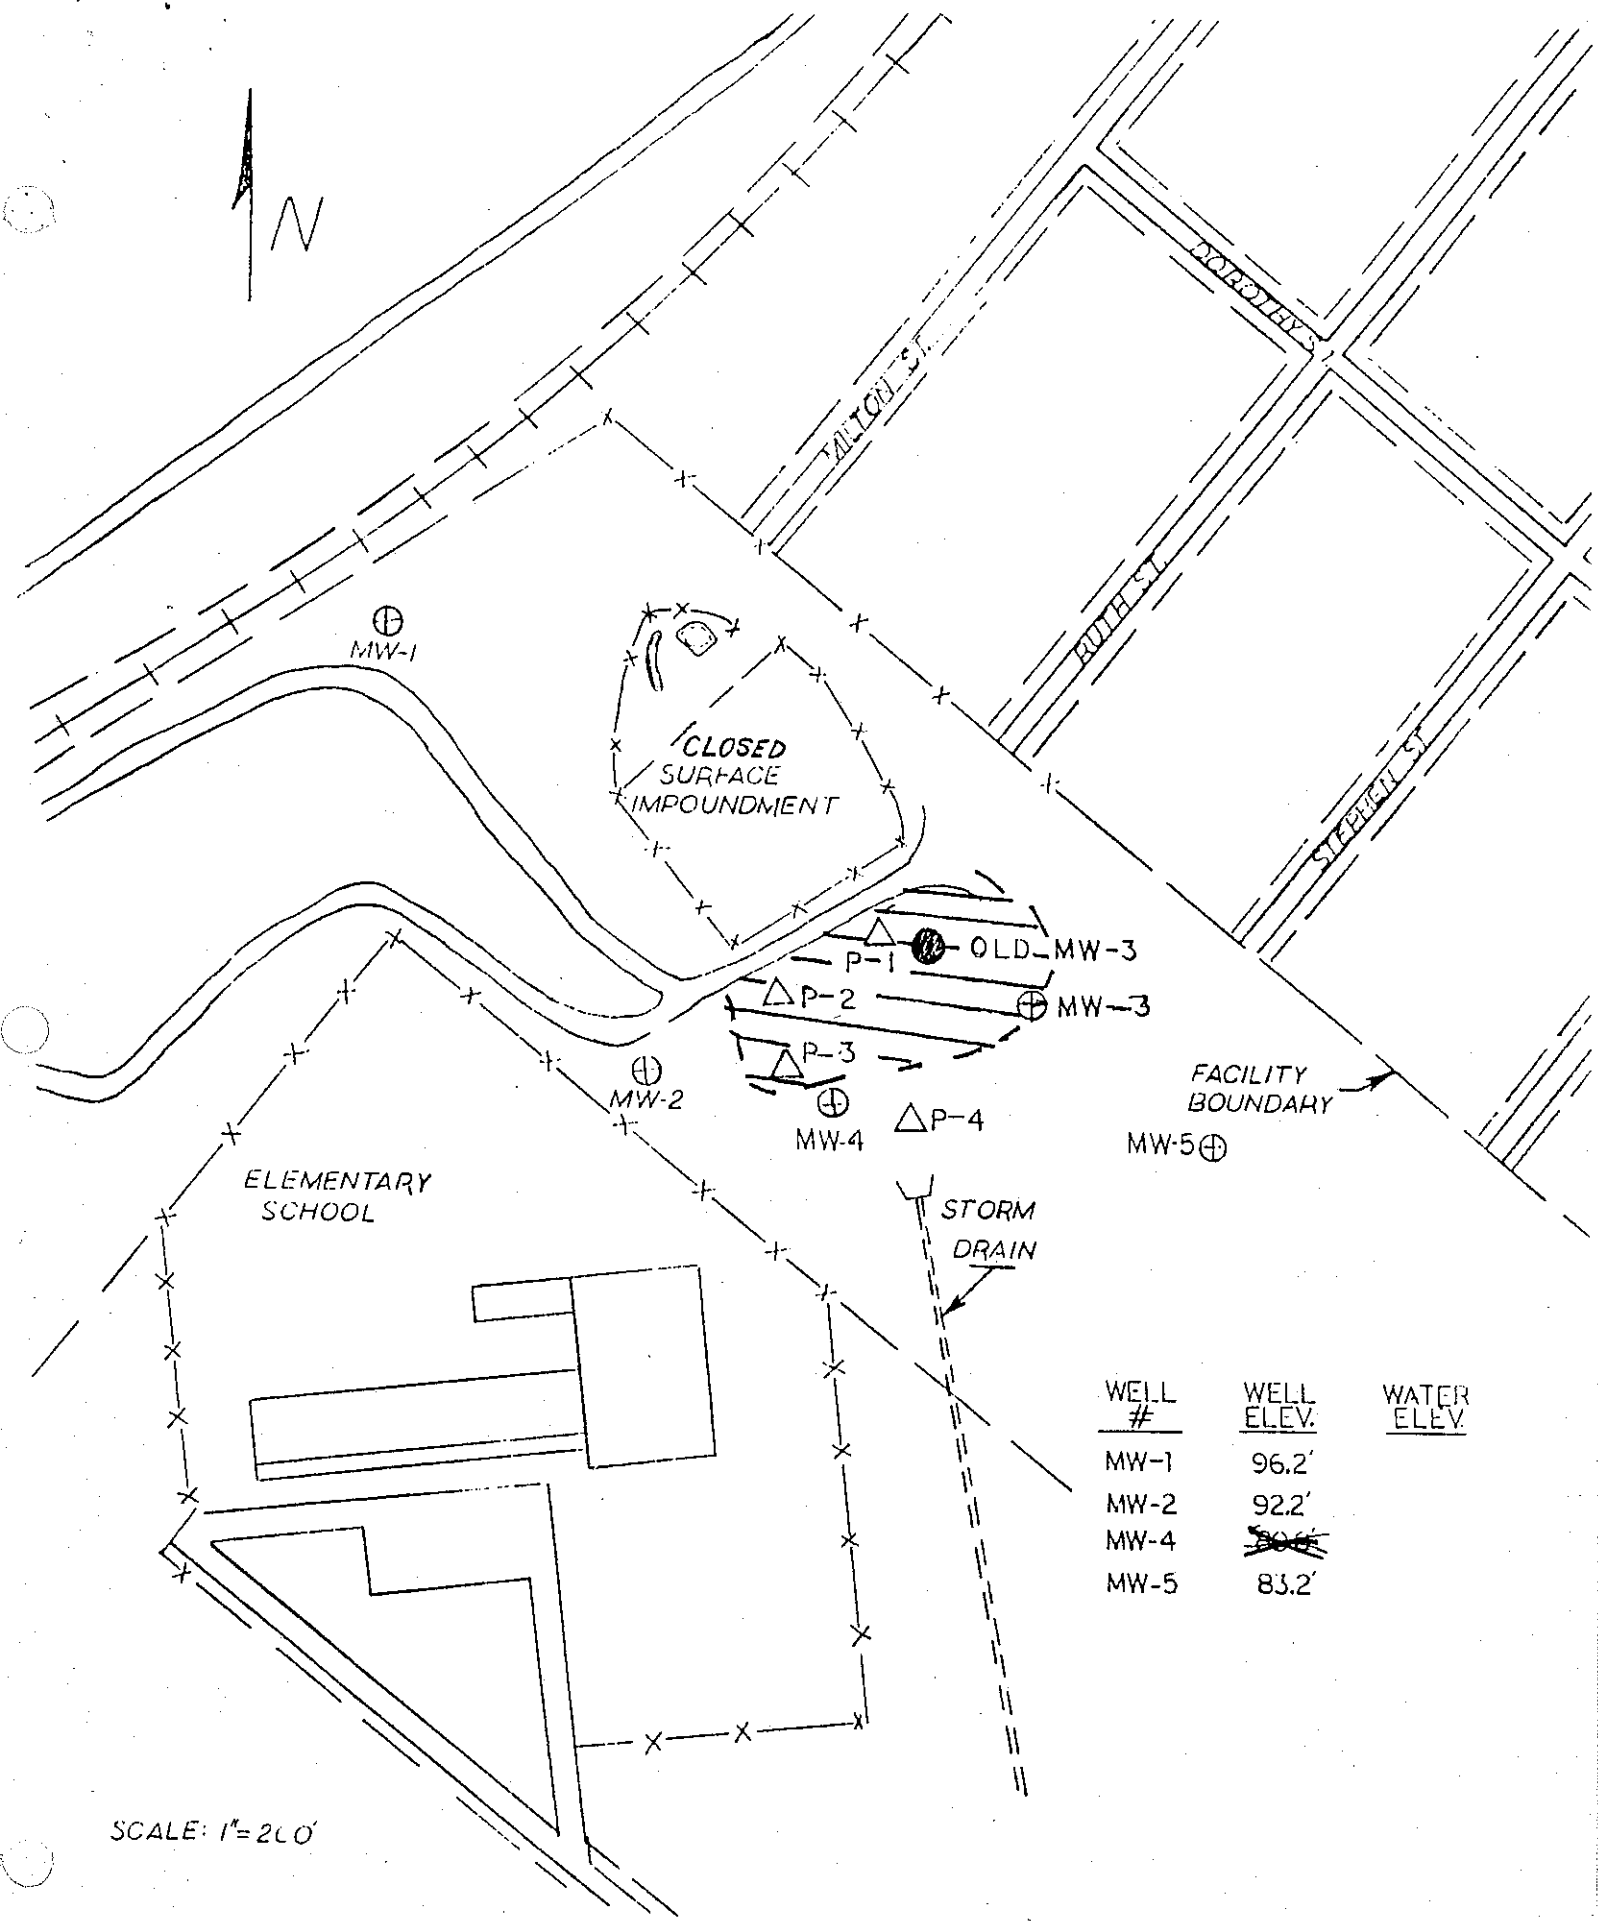 N
DOROTHY
MILTON ST.
RUTH ST.
STEPHEN ST.
MW-1
CLOSED
SURFACE
IMPOUNDMENT
OLD MW-3
P-1
P-2
MW-3
P-3
MW-2
MW-4
P-4
FACILITY
BOUNDARY
MW-5
ELEMENTARY
SCHOOL
STORM
DRAIN
WELL # WELL ELEV. WATER ELEV.
MW-1 96.2'
MW-2 92.2'
MW-4
MW-5 83.2'
SCALE: 1"=200'